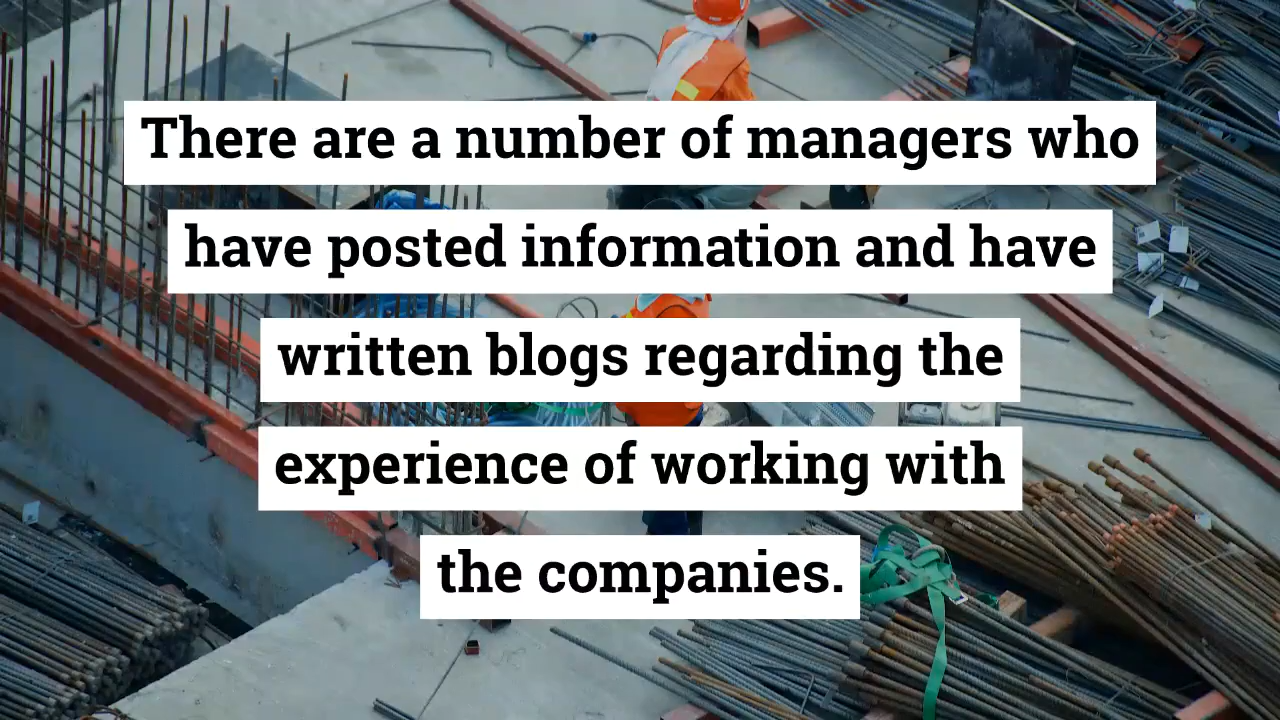 There are a number of managers who
have posted information and have
written blogs regarding the
experience of working with
the companies.